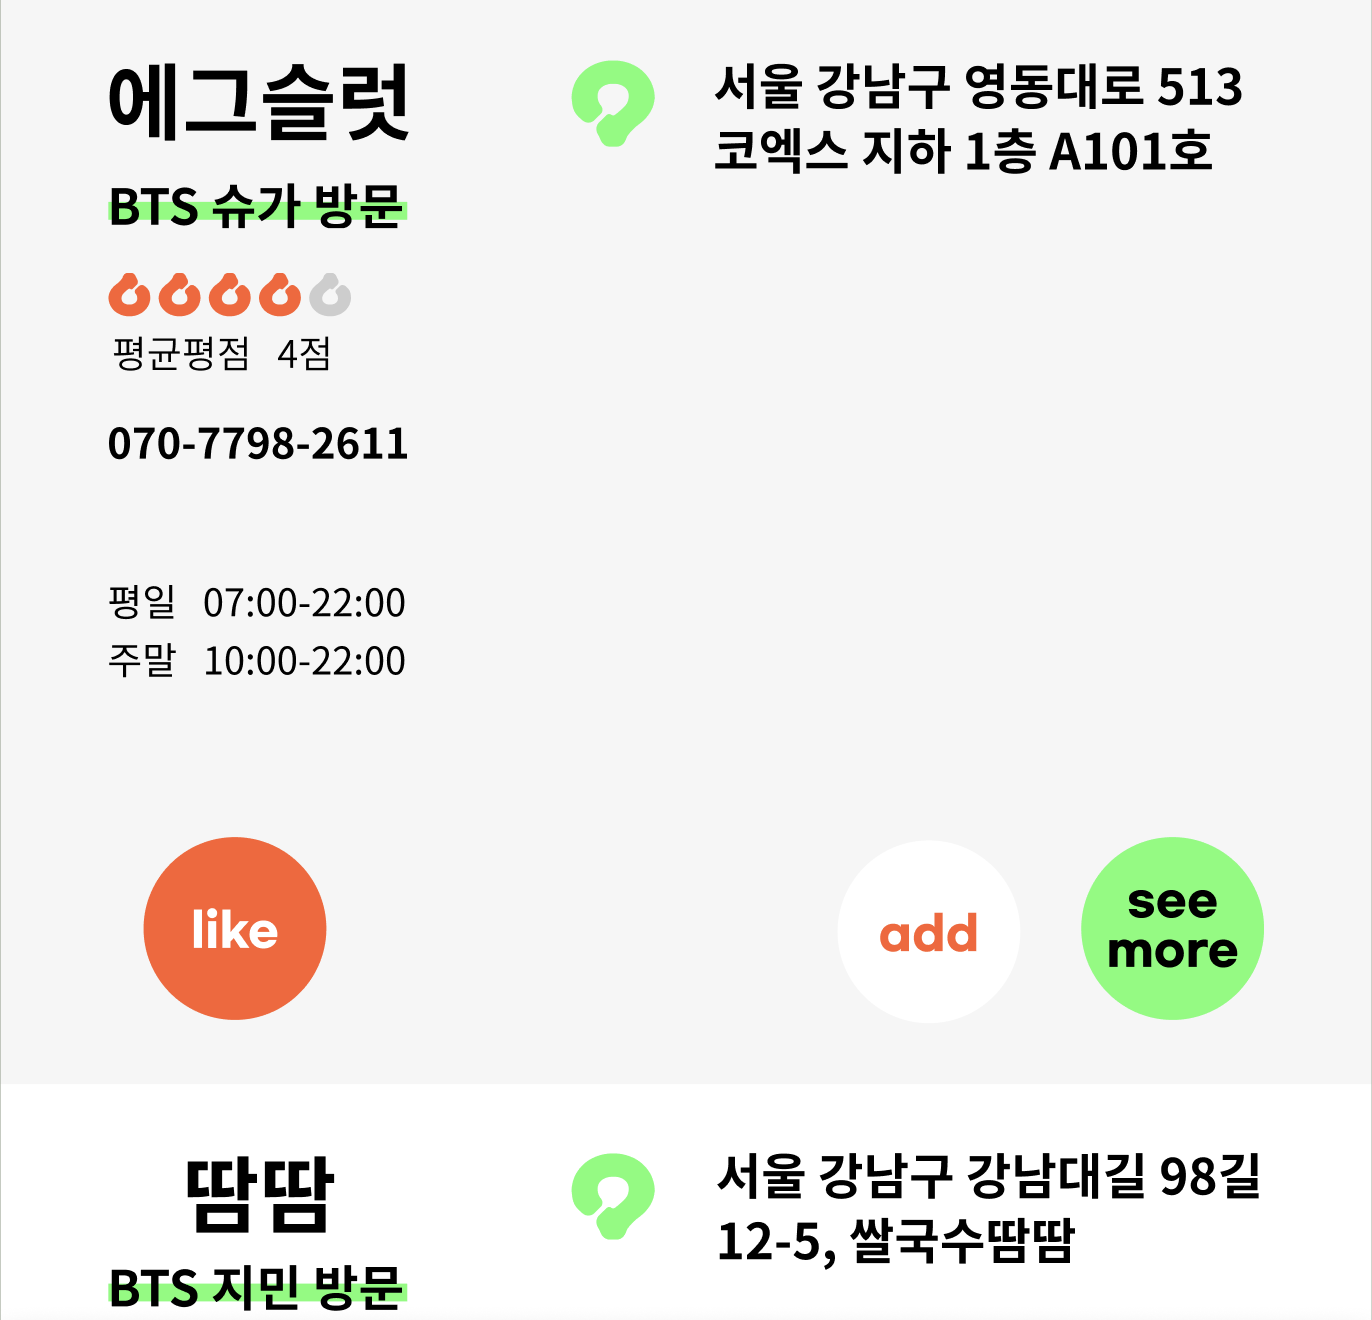 에그슬럿
BTS 슈가 방문
평균평점 4점
070-7798-2611
평일 07:00-22:00
주말 10:00-22:00
서울 강남구 영동대로 513
코엑스 지하 1층 A101호
like
add
see
more
땀땀
BTS 지민 방문
서울 강남구 강남대길 98길
12-5, 쌀국수땀땀